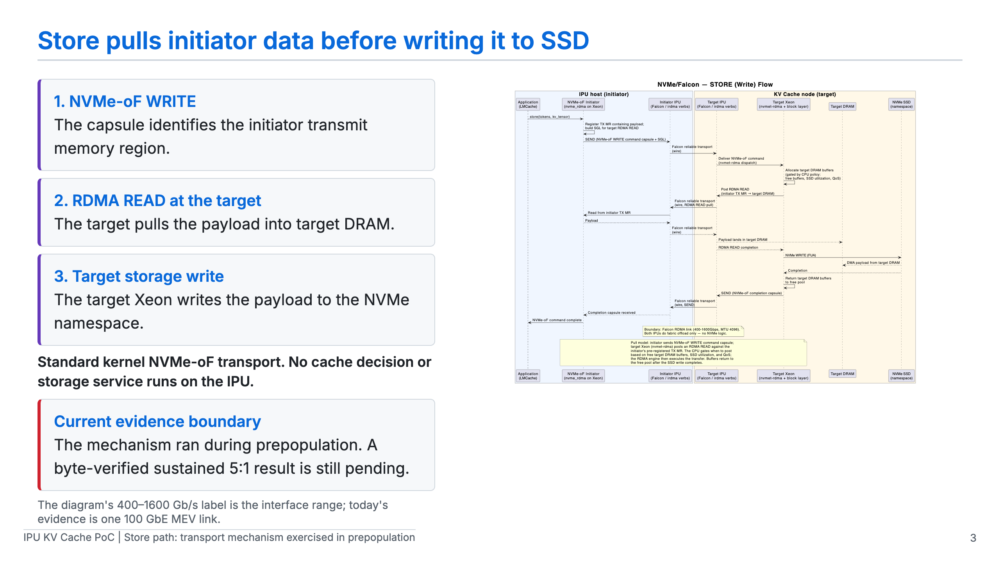 Store pulls initiator data before writing it to SSD
1. NVMe-oF WRITE
The capsule identifies the initiator transmit
memory region.
2. RDMA READ at the target
The target pulls the payload into target DRAM.
3. Target storage write
The target Xeon writes the payload to the NVMe
namespace.
Standard kernel NVMe-oF transport. No cache decision or
storage service runs on the IPU.
Current evidence boundary
The mechanism ran during prepopulation. A
byte-verified sustained 5:1 result is still pending.
The diagram's 400–1600 Gb/s label is the interface range; today's
evidence is one 100 GbE MEV link.
NVMe/Falcon — STORE (Write) Flow
IPU host (initiator)
KV Cache node (target)
Application
(LMCache)
NVMe-oF Initiator
(nvme_rdma on Xeon)
Initiator IPU
(Falcon / irdma verbs)
Target IPU
(Falcon / irdma verbs)
Target Xeon
(nvmet-rdma + block layer)
Target DRAM
NVMe SSD
(namespace)
store(tokens, kv_tensor)
Register TX MR containing payload;
build SGL for target RDMA READ
SEND (NVMe-oF WRITE command capsule + SGL)
Falcon reliable transport
(wire)
Deliver NVMe-oF command
(nvmet-rdma dispatch)
Allocate target DRAM buffers
(gated by CPU policy:
free buffers, SSD utilization, QoS)
Post RDMA READ
(initiator TX MR → target DRAM)
Falcon reliable transport
(wire, RDMA READ pull)
Read from initiator TX MR
Payload
Falcon reliable transport
(wire)
Payload lands in target DRAM
RDMA READ completion
NVMe WRITE (FUA)
DMA payload from target DRAM
Completion
Return target DRAM buffers
to free pool
SEND (NVMe-oF completion capsule)
Falcon reliable transport
(wire, SEND)
Completion capsule received
NVMe-oF command complete
Boundary: Falcon RDMA link (400-1600Gbps, MTU 4096).
Both IPUs do fabric offload only — no NVMe logic.
Pull model: initiator sends NVMe-oF WRITE command capsule;
target Xeon (nvmet-rdma) posts an RDMA READ against the
initiator's pre-registered TX MR. The CPU gates when to post
based on free target DRAM buffers, SSD utilization, and QoS;
the RDMA engine then executes the transfer. Buffers return to
the free pool after the SSD write completes.
Application
(LMCache)
NVMe-oF Initiator
(nvme_rdma on Xeon)
Initiator IPU
(Falcon / irdma verbs)
Target IPU
(Falcon / irdma verbs)
Target Xeon
(nvmet-rdma + block layer)
Target DRAM
NVMe SSD
(namespace)
IPU KV Cache PoC | Store path: transport mechanism exercised in prepopulation
3